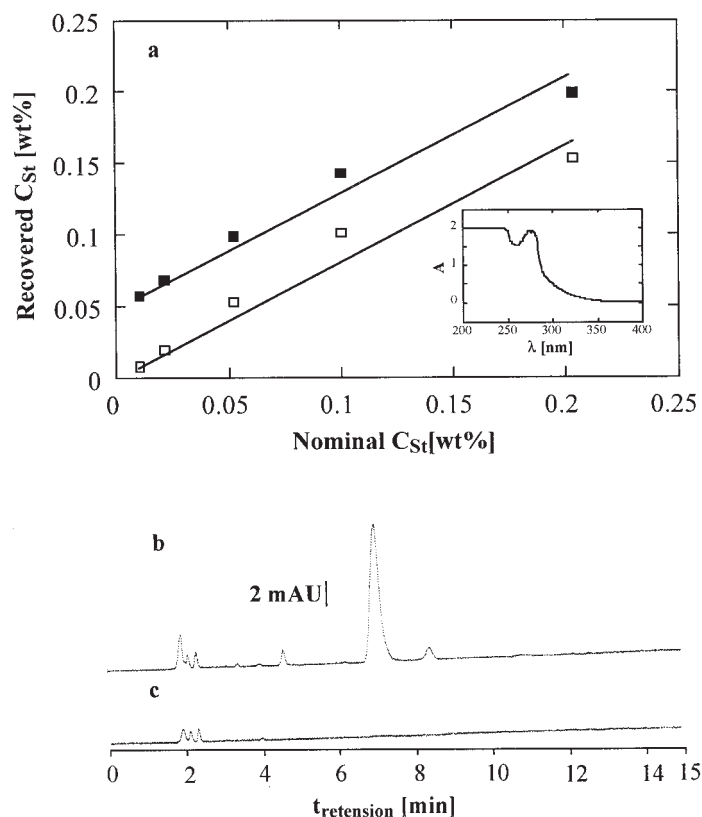 a
0.25
0.2
0.15
0.1
0.05
0
Recovered C_St [wt%]
0 0.05 0.1 0.15 0.2 0.25
Nominal C_St[wt%]
2
1
0
A
200 250 300 350 400
λ [nm]
b
2 mAU
c
0 2 4 6 8 10 12 14 15
t_retension [min]